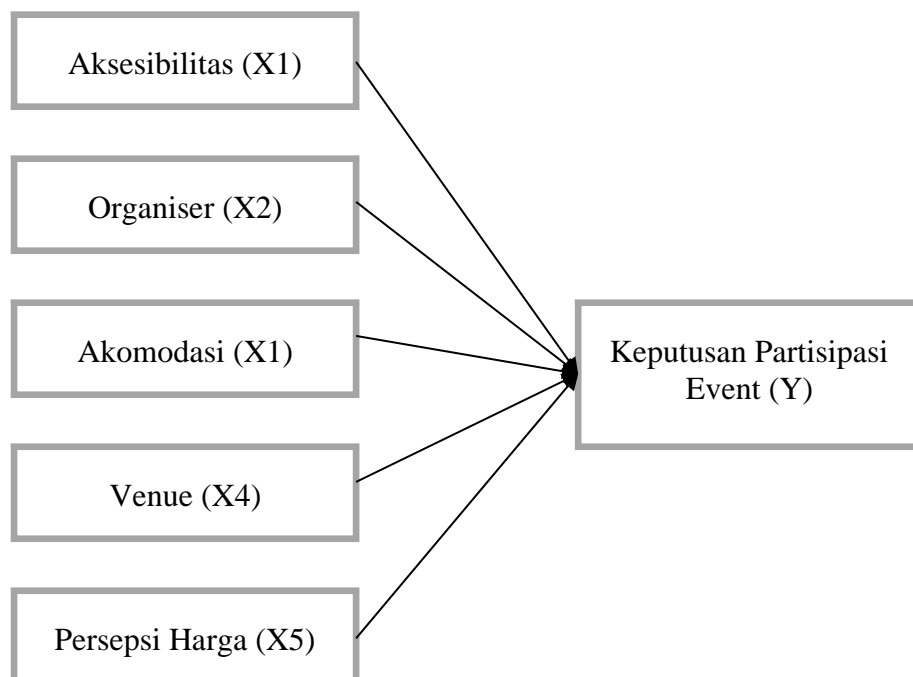 Aksesibilitas (X1)
Organiser (X2)
Akomodasi (X1)
Venue (X4)
Persepsi Harga (X5)
Keputusan Partisipasi
Event (Y)